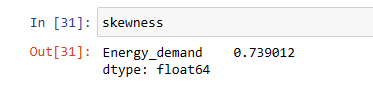 In [31]: skewness
Out[31]: Energy_demand    0.739012
dtype: float64